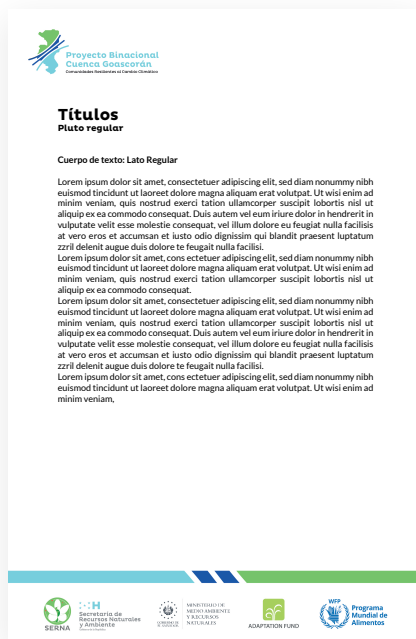 Proyecto Binacional
Cuenca Goascorán
Comunidades Resilientes al Cambio Climático
Títulos
Pluto regular
Cuerpo de texto: Lato Regular
Lorem ipsum dolor sit amet, consectetuer adipiscing elit, sed diam nonummy nibh
euismod tincidunt ut laoreet dolore magna aliquam erat volutpat. Ut wisi enim ad
minim veniam, quis nostrud exerci tation ullamcorper suscipit lobortis nisl ut
aliquip ex ea commodo consequat. Duis autem vel eum iriure dolor in hendrerit in
vulputate velit esse molestie consequat, vel illum dolore eu feugiat nulla facilisis
at vero eros et accumsan et iusto odio dignissim qui blandit praesent luptatum
zzril delenit augue duis dolore te feugait nulla facilisi.
Lorem ipsum dolor sit amet, cons ectetuer adipiscing elit, sed diam nonummy nibh
euismod tincidunt ut laoreet dolore magna aliquam erat volutpat. Ut wisi enim ad
minim veniam, quis nostrud exerci tation ullamcorper suscipit lobortis nisl ut
aliquip ex ea commodo consequat.
Lorem ipsum dolor sit amet, cons ectetuer adipiscing elit, sed diam nonummy nibh
euismod tincidunt ut laoreet dolore magna aliquam erat volutpat. Ut wisi enim ad
minim veniam, quis nostrud exerci tation ullamcorper suscipit lobortis nisl ut
aliquip ex ea commodo consequat. Duis autem vel eum iriure dolor in hendrerit in
vulputate velit esse molestie consequat, vel illum dolore eu feugiat nulla facilisis
at vero eros et accumsan et iusto odio dignissim qui blandit praesent luptatum
zzril delenit augue duis dolore te feugait nulla facilisi.
Lorem ipsum dolor sit amet, cons ectetuer adipiscing elit, sed diam nonummy nibh
euismod tincidunt ut laoreet dolore magna aliquam erat volutpat. Ut wisi enim ad
minim veniam,
SERNA
H
Secretaría de
Recursos Naturales
y Ambiente
MINISTERIO DE
MEDIO AMBIENTE
Y RECURSOS
NATURALES
ADAPTATION FUND
WFP
Programa
Mundial de
Alimentos